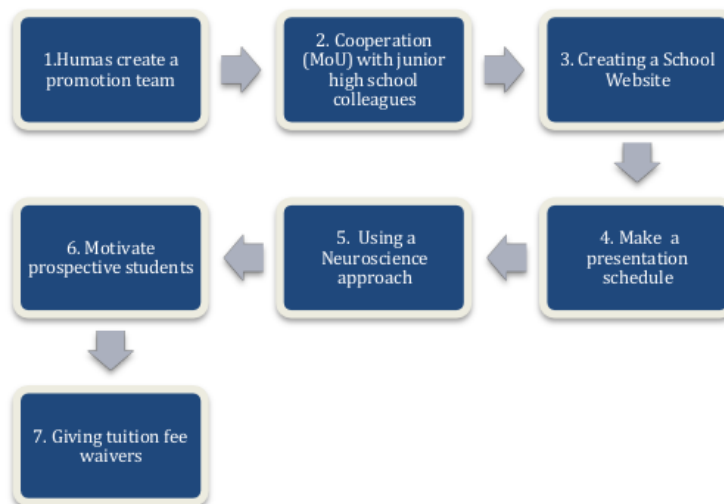 1.Humas create a
promotion team
2. Cooperation
(MoU) with junior
high school
colleagues
3. Creating a School
Website
4. Make a
presentation
schedule
5. Using a
Neuroscience
approach
6. Motivate
prospective students
7. Giving tuition fee
waivers